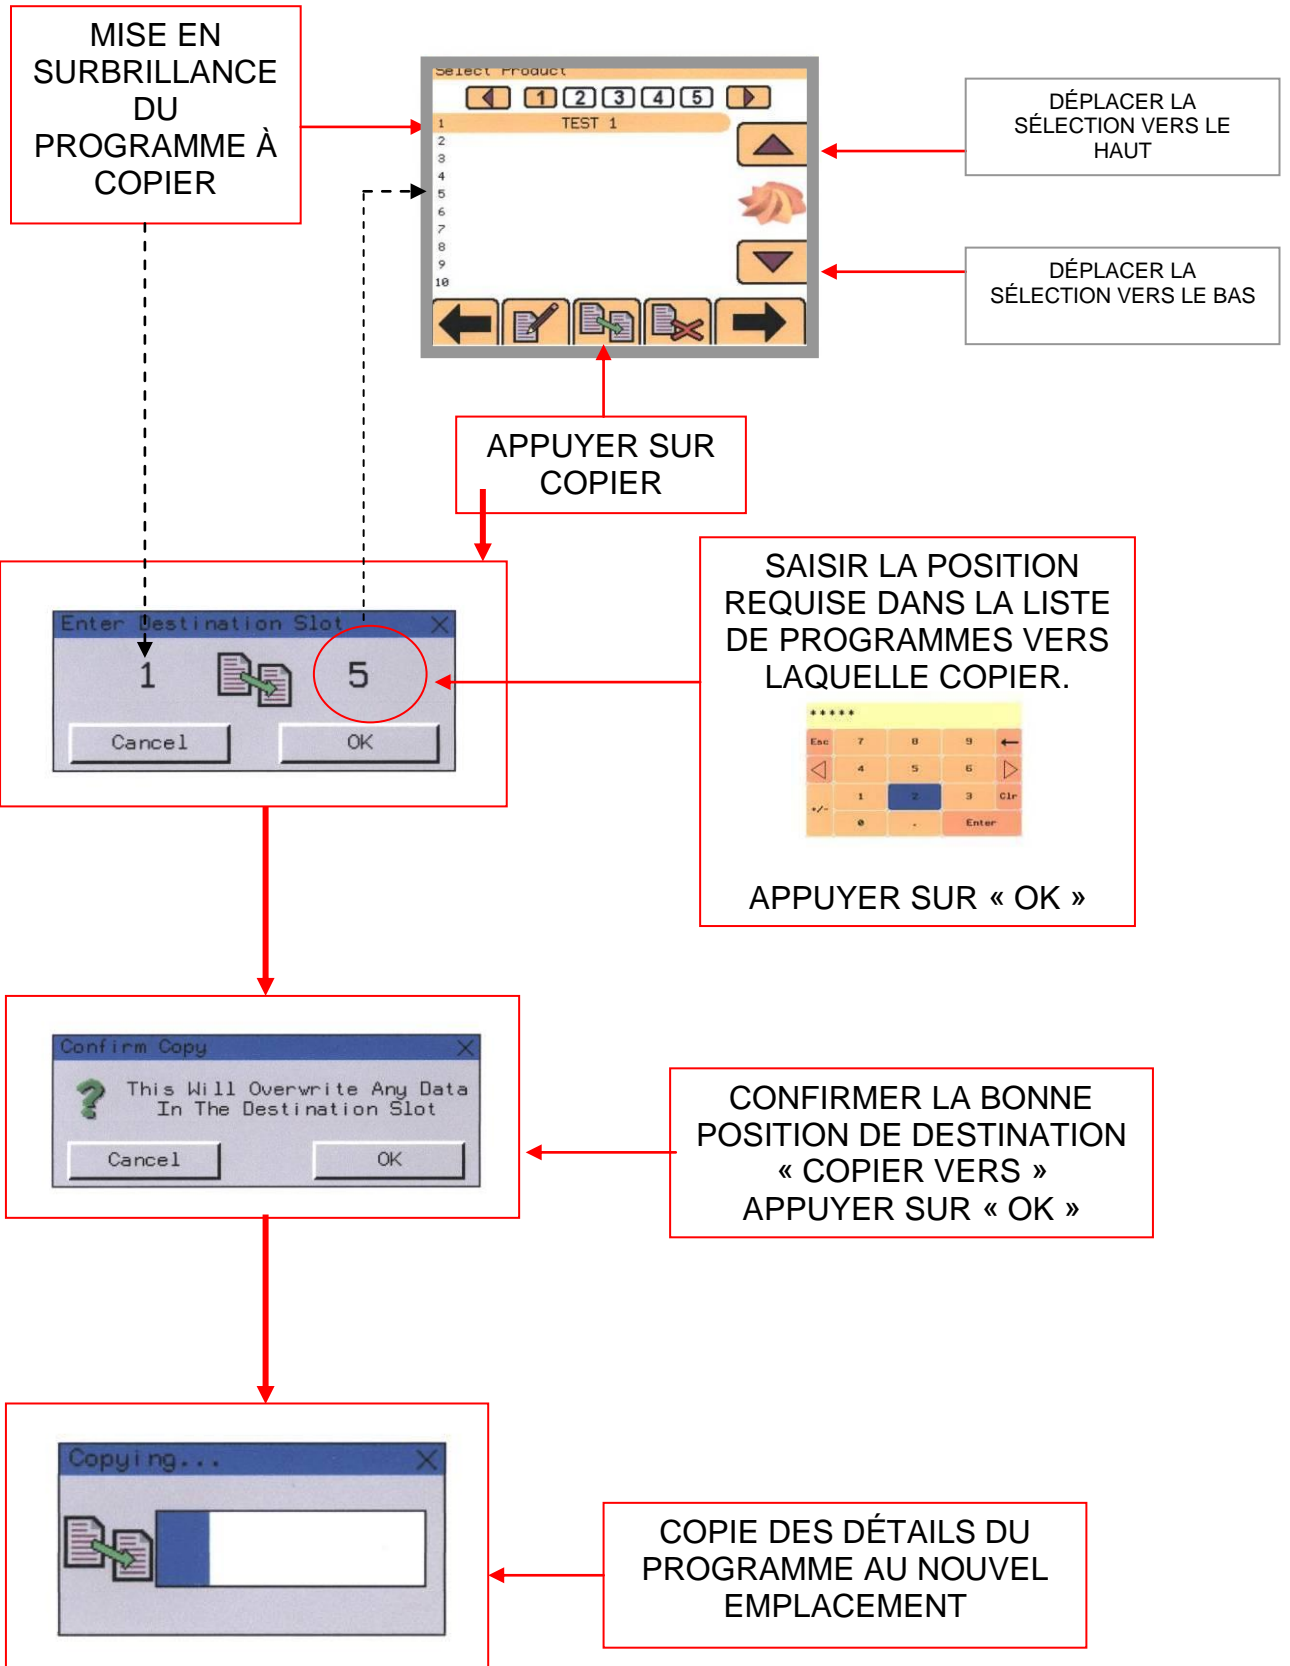 MISE EN
SURBRILLANCE
DU
PROGRAMME À
COPIER
Select Product
1 2 3 4 5
1 TEST 1
2
3
4
5
6
7
8
9
10
DÉPLACER LA
SÉLECTION VERS LE
HAUT
DÉPLACER LA
SÉLECTION VERS LE BAS
APPUYER SUR
COPIER
Enter Destination Slot
1 5
Cancel OK
SAISIR LA POSITION
REQUISE DANS LA LISTE
DE PROGRAMMES VERS
LAQUELLE COPIER.
*****
Esc 7 8 9
4 5 6
+/- 1 2 3 Clr
0 . Enter
APPUYER SUR « OK »
Confirm Copy
This Will Overwrite Any Data
In The Destination Slot
Cancel OK
CONFIRMER LA BONNE
POSITION DE DESTINATION
« COPIER VERS »
APPUYER SUR « OK »
Copying...
COPIE DES DÉTAILS DU
PROGRAMME AU NOUVEL
EMPLACEMENT